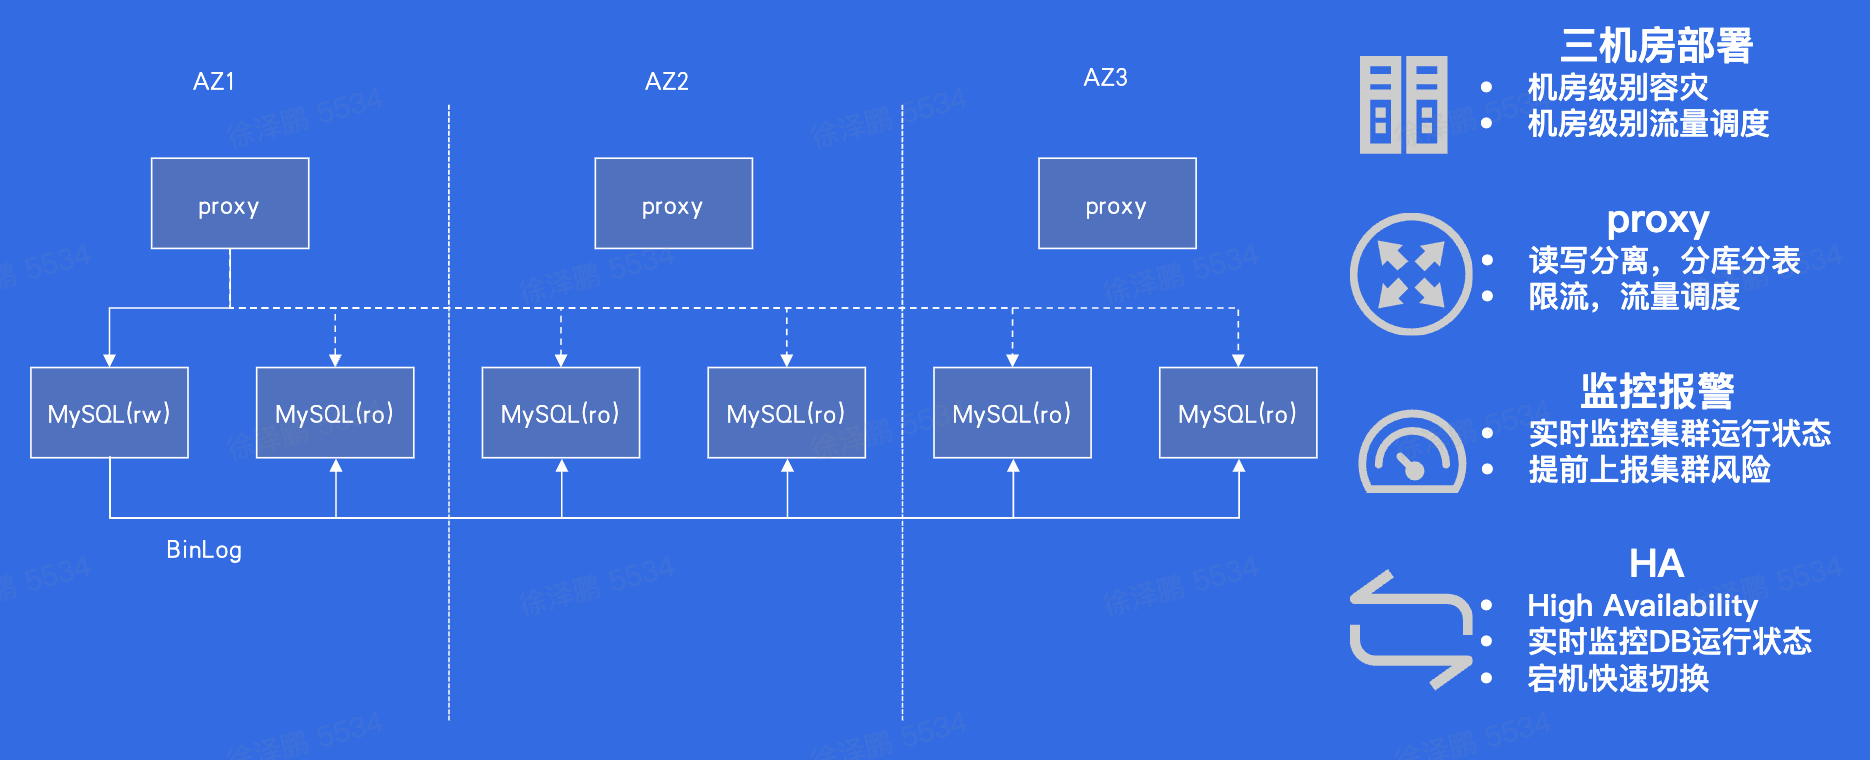 AZ1
AZ2
AZ3
proxy
proxy
proxy
MySQL(rw)
MySQL(ro)
MySQL(ro)
MySQL(ro)
MySQL(ro)
MySQL(ro)
BinLog
三机房部署
机房级别容灾
机房级别流量调度
proxy
读写分离，分库分表
限流，流量调度
监控报警
实时监控集群运行状态
提前上报集群风险
HA
High Availability
实时监控DB运行状态
宕机快速切换
徐泽鹏 5534